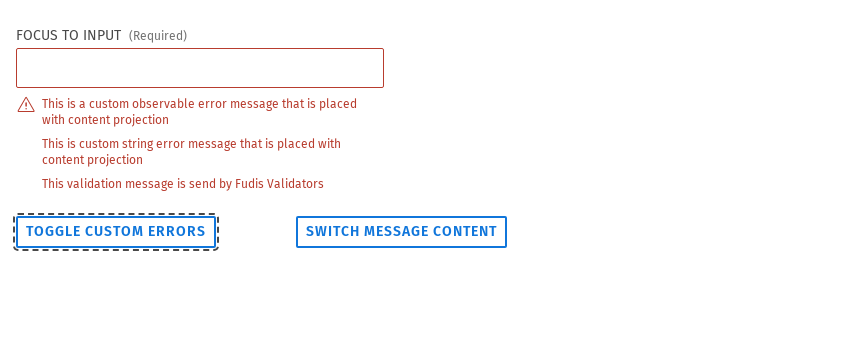 FOCUS TO INPUT (Required)
This is a custom observable error message that is placed
with content projection
This is custom string error message that is placed with
content projection
This validation message is send by Fudis Validators
TOGGLE CUSTOM ERRORS
SWITCH MESSAGE CONTENT